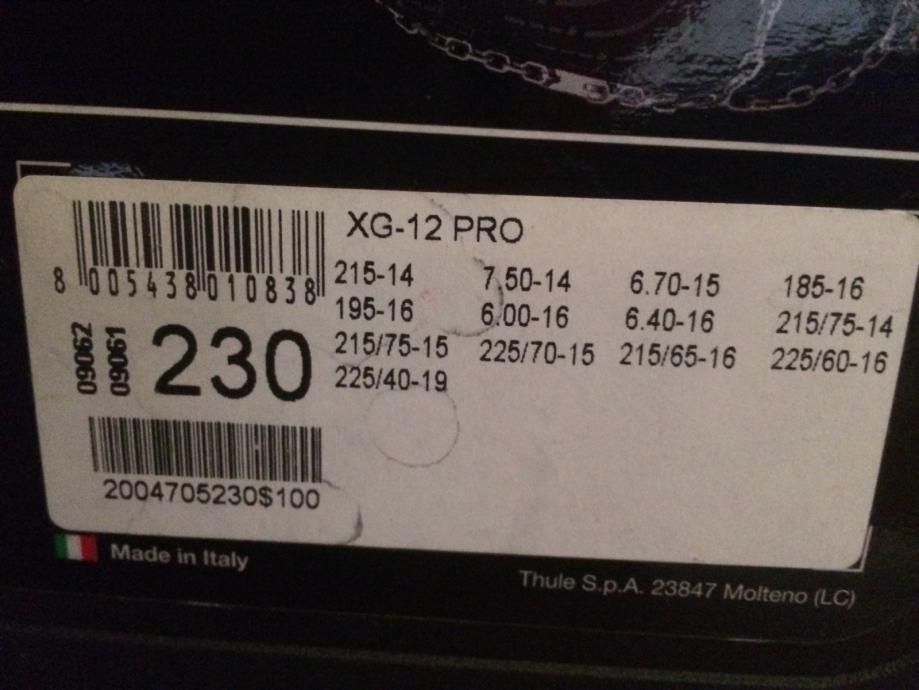 XG-12 PRO
8 005438 010838
215-14 7.50-14 6.70-15 185-16
195-16 6.00-16 6.40-16 215/75-14
215/75-15 225/70-15 215/65-16 225/60-16
225/40-19
09062
09061
230
2004705230$100
Made in Italy
Thule S.p.A. 23847 Molteno (LC)